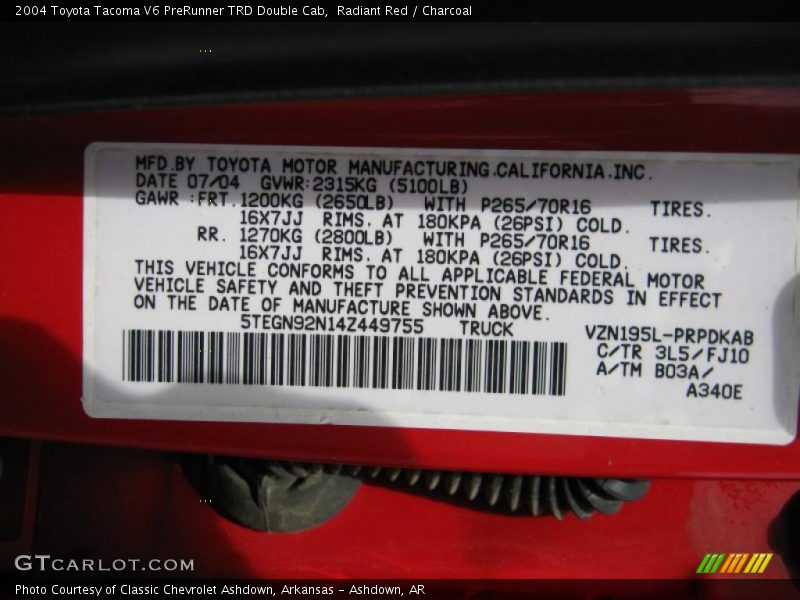 2004 Toyota Tacoma V6 PreRunner TRD Double Cab, Radiant Red / Charcoal
MFD.BY TOYOTA MOTOR MANUFACTURING.CALIFORNIA.INC.
DATE 07/04 GVWR:2315KG (5100LB)
GAWR :FRT.1200KG (2650LB) WITH P265/70R16 TIRES.
16X7JJ RIMS. AT 180KPA (26PSI) COLD.
RR. 1270KG (2800LB) WITH P265/70R16 TIRES.
16X7JJ RIMS. AT 180KPA (26PSI) COLD.
THIS VEHICLE CONFORMS TO ALL APPLICABLE FEDERAL MOTOR
VEHICLE SAFETY AND THEFT PREVENTION STANDARDS IN EFFECT
ON THE DATE OF MANUFACTURE SHOWN ABOVE.
5TEGN92N14Z449755 TRUCK
VZN195L-PRPDKAB
C/TR 3L5/FJ10
A/TM B03A/
A340E
GTCARLOT.COM
Photo Courtesy of Classic Chevrolet Ashdown, Arkansas - Ashdown, AR